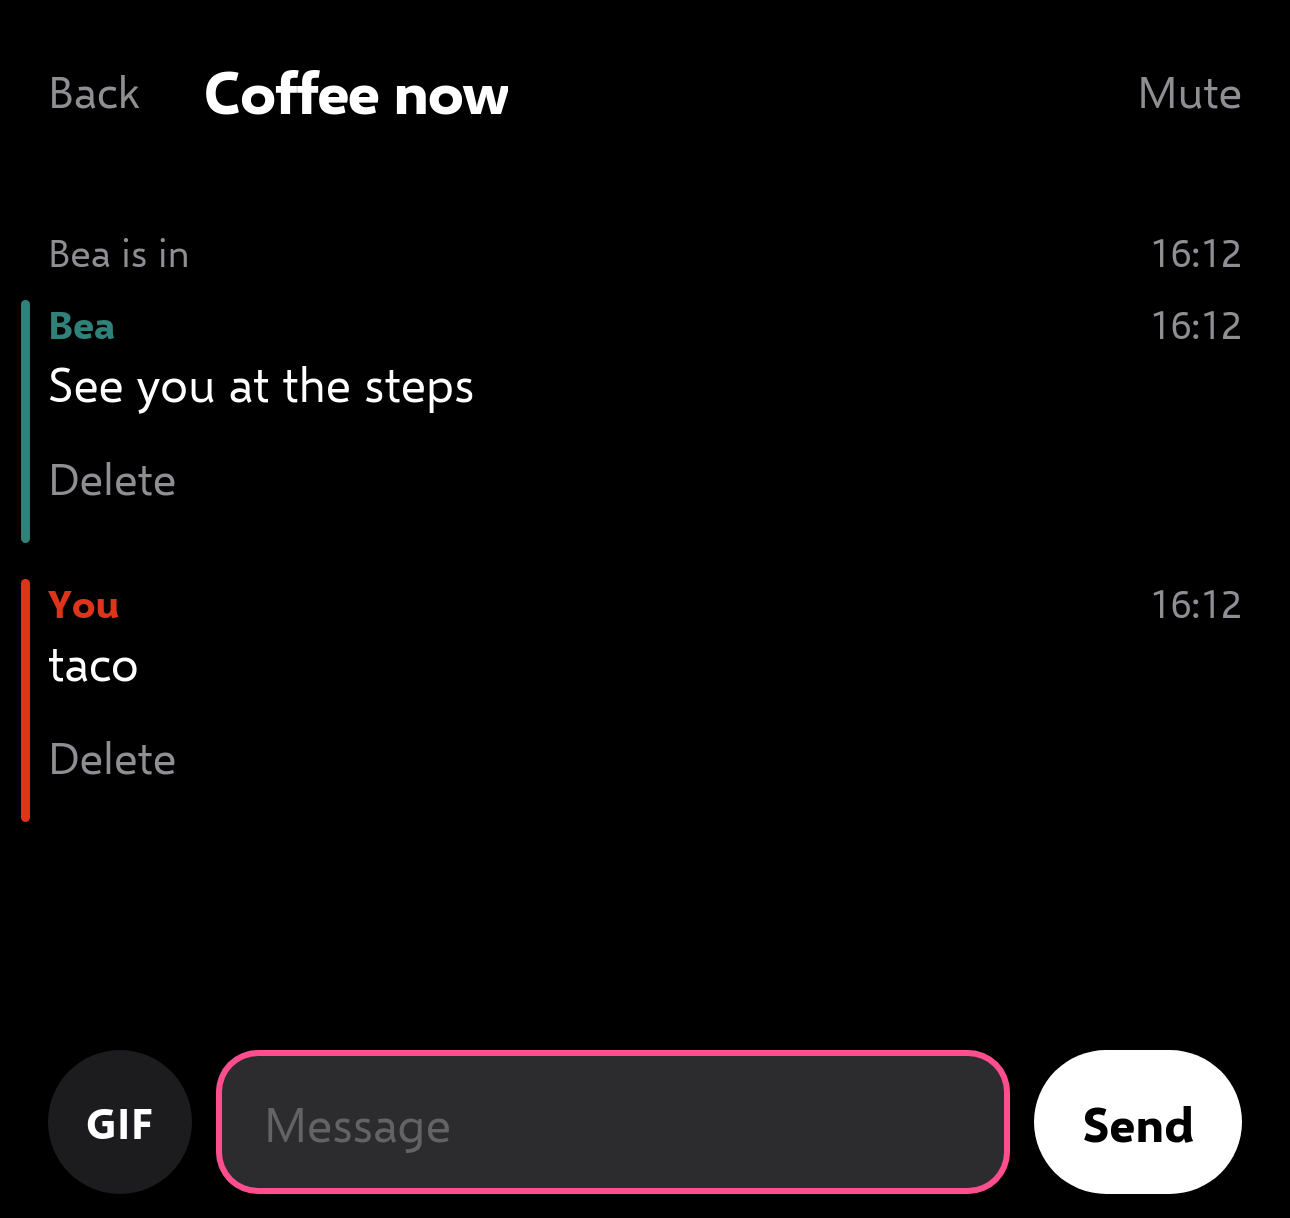 Back Coffee now Mute
Bea is in 16:12
Bea 16:12
See you at the steps
Delete
You 16:12
taco
Delete
GIF Message Send